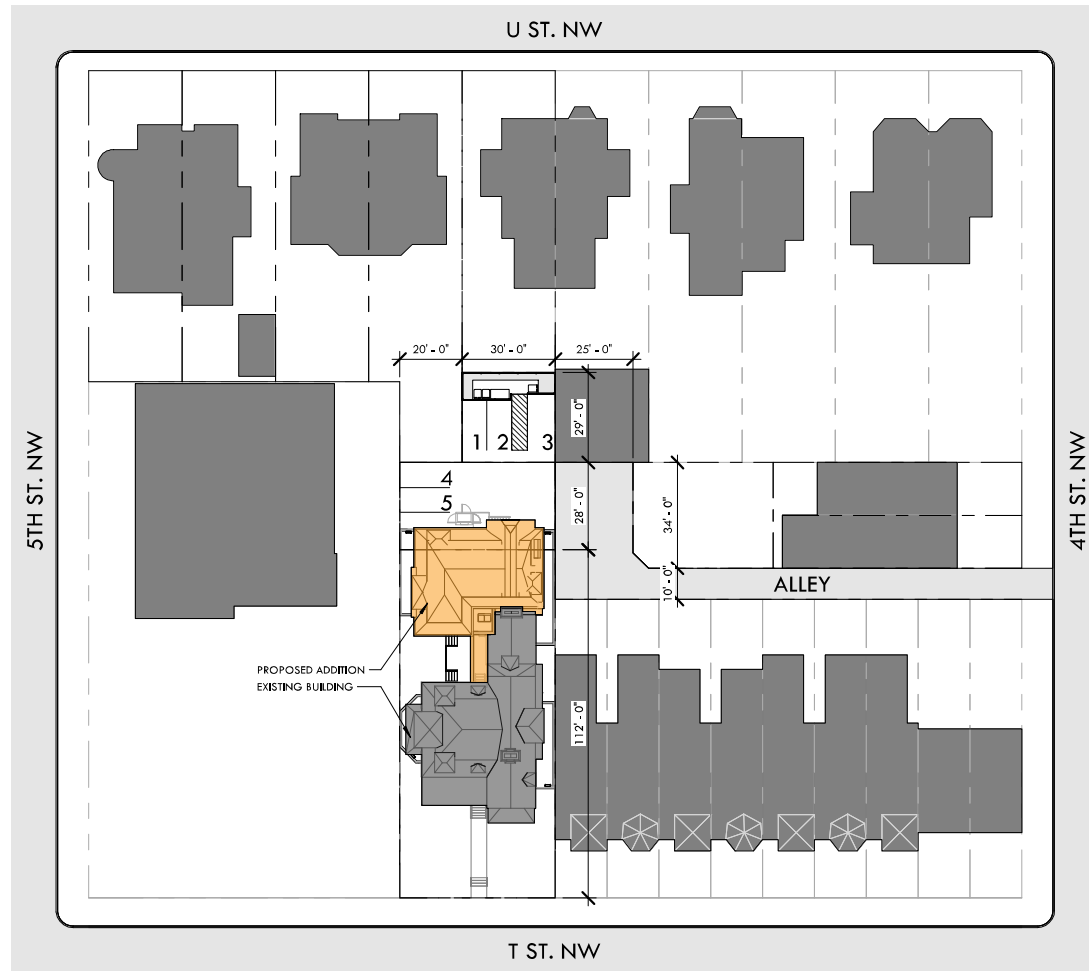 U ST. NW
20' - 0" 30' - 0" 25' - 0"
29' - 0"
1 2 3
4
5
28' - 0"
34' - 0"
10' - 0"
ALLEY
5TH ST. NW
4TH ST. NW
PROPOSED ADDITION
EXISTING BUILDING
112' - 0"
T ST. NW